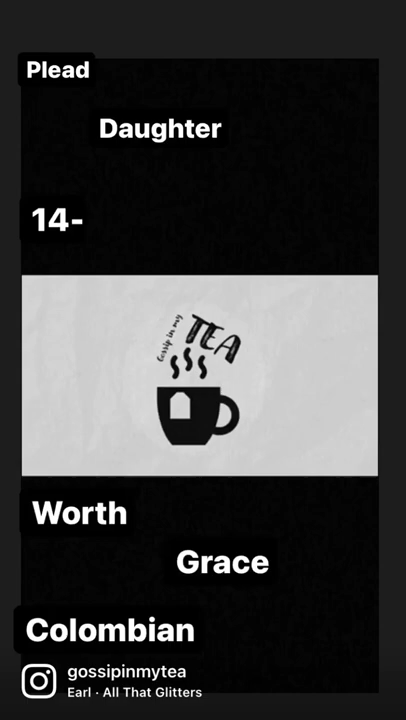 Plead
Daughter
14-
Gossip in my
TEA
Worth
Grace
Colombian
gossipinmytea
Earl · All That Glitters